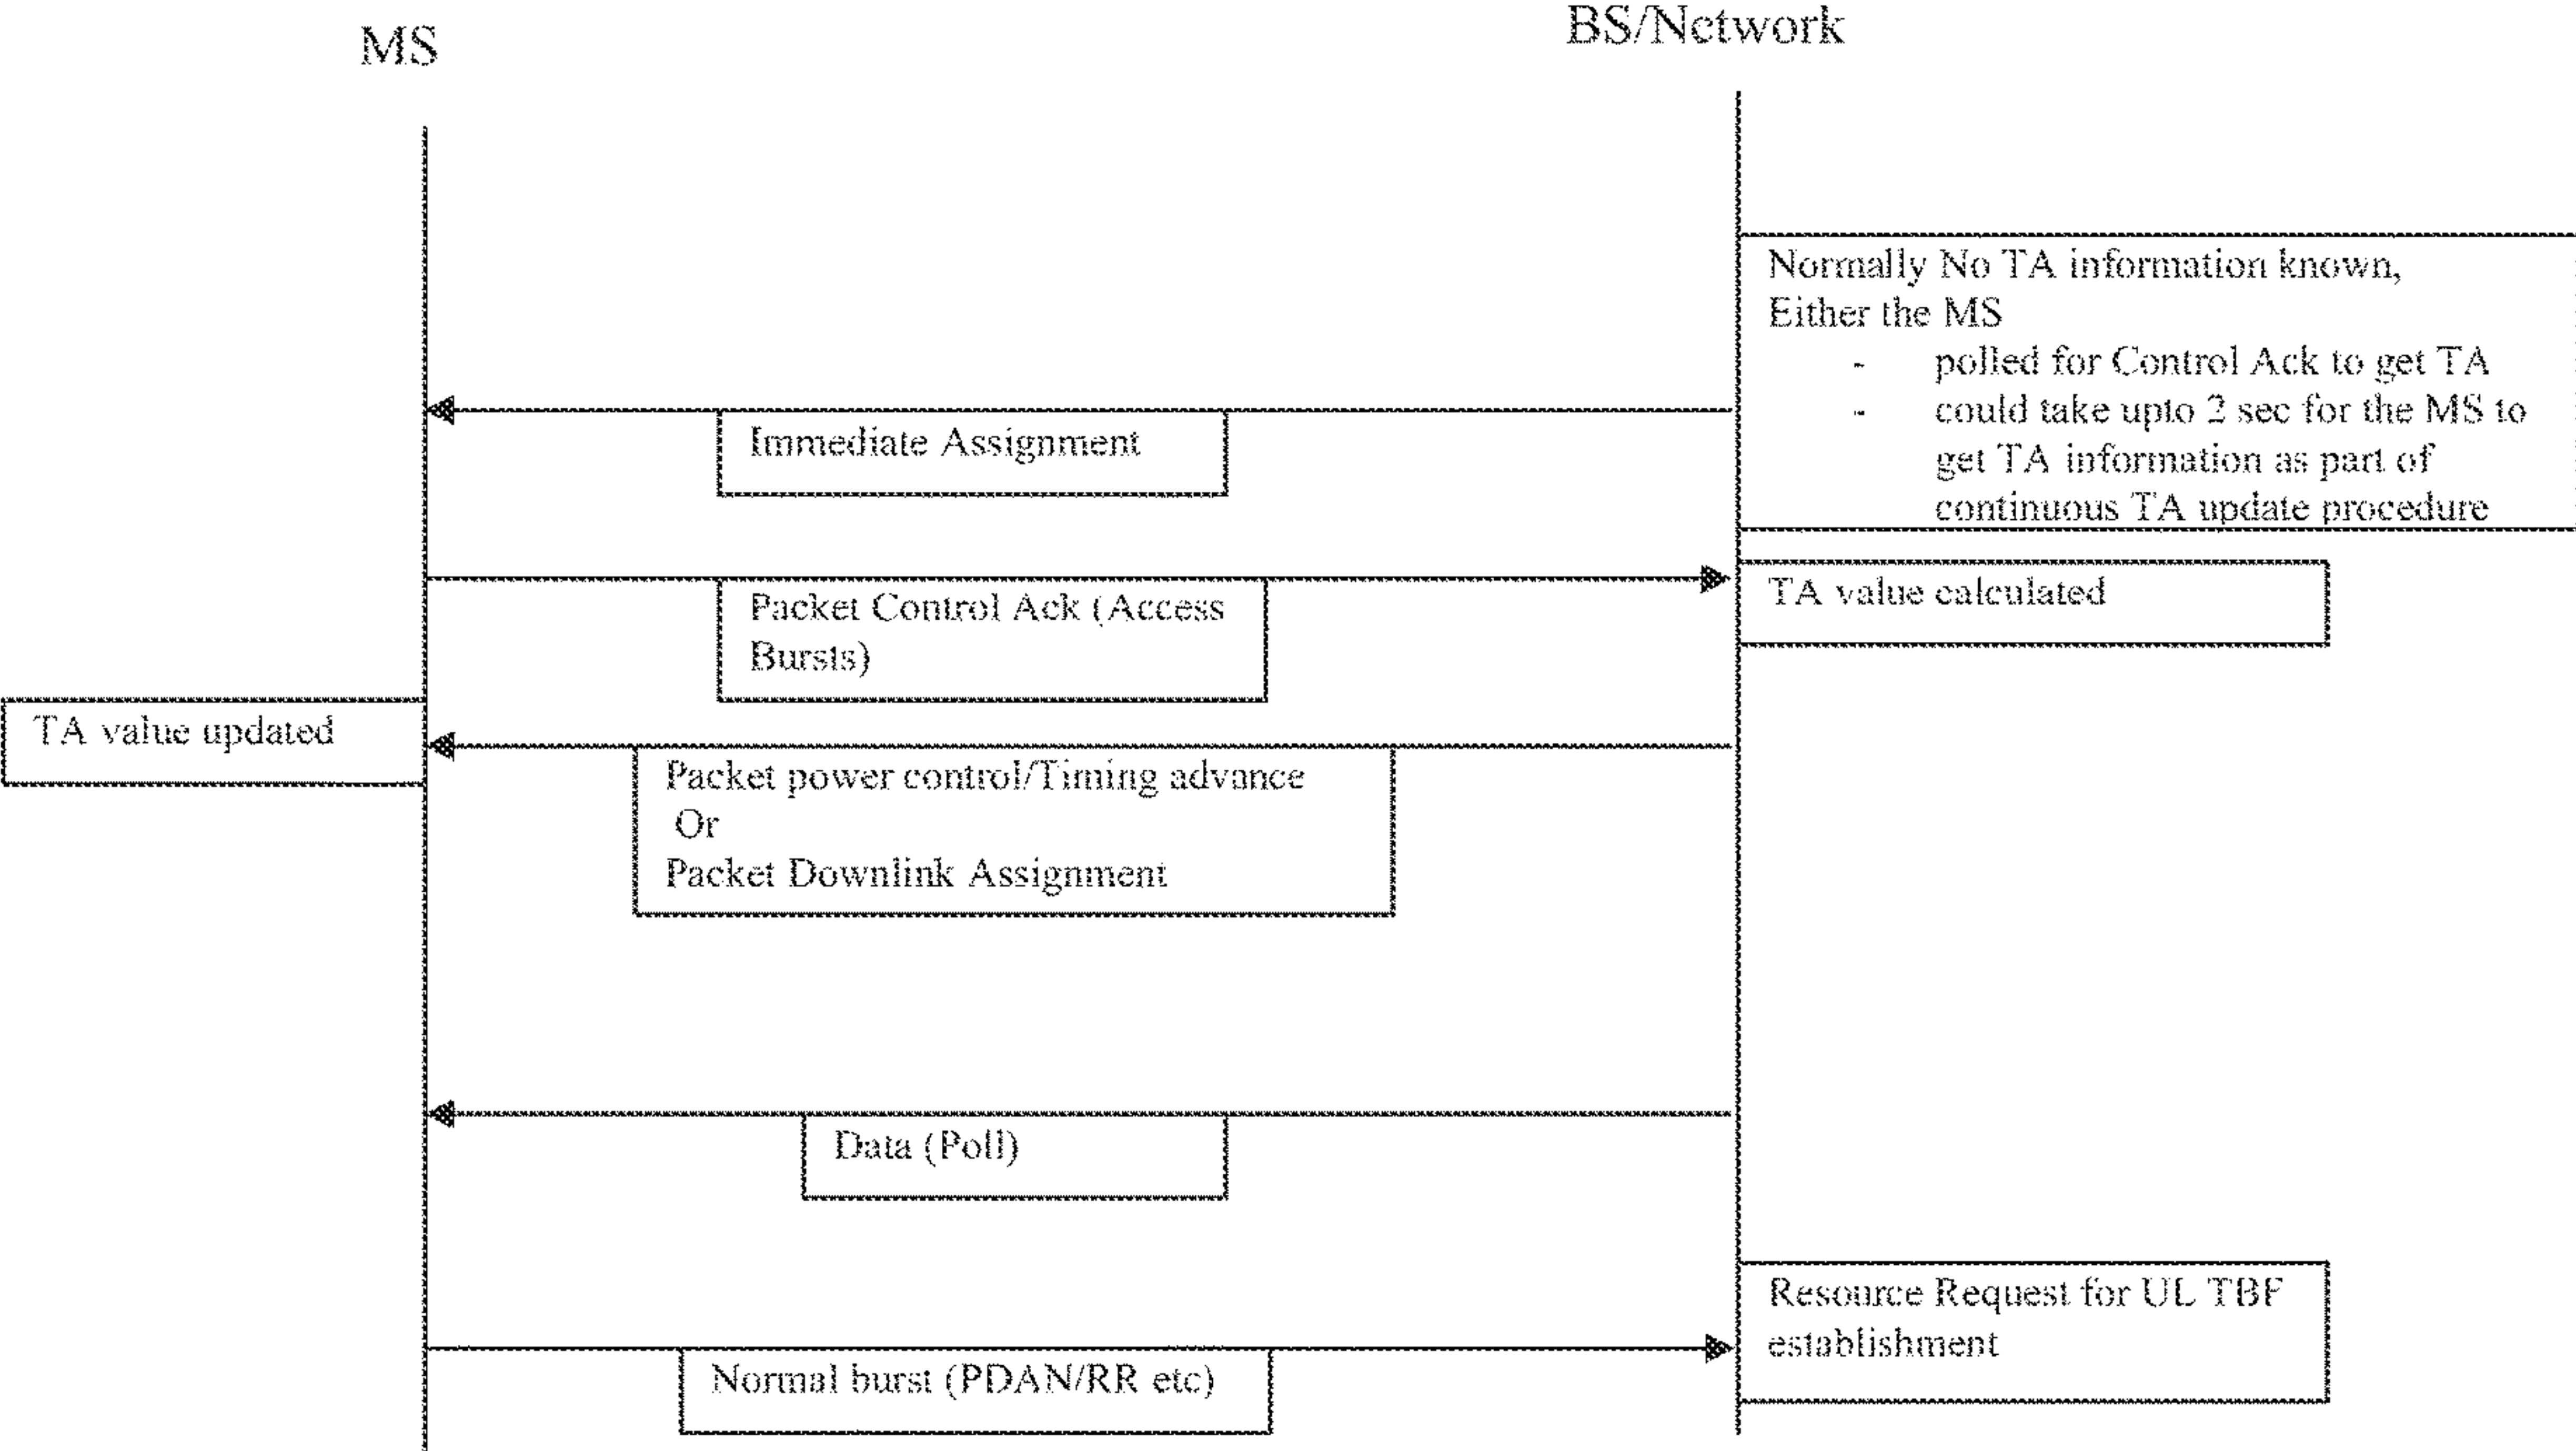 MS
BS/Network
Normally No TA information known,
Either the MS
- polled for Control Ack to get TA
- could take upto 2 sec for the MS to
get TA information as part of
continuous TA update procedure
Immediate Assignment
Packet Control Ack (Access
Bursts)
TA value calculated
TA value updated
Packet power control/Timing advance
Or
Packet Downlink Assignment
Data (Poll)
Resource Request for UL TBF
establishment
Normal burst (PDAN/RR etc)